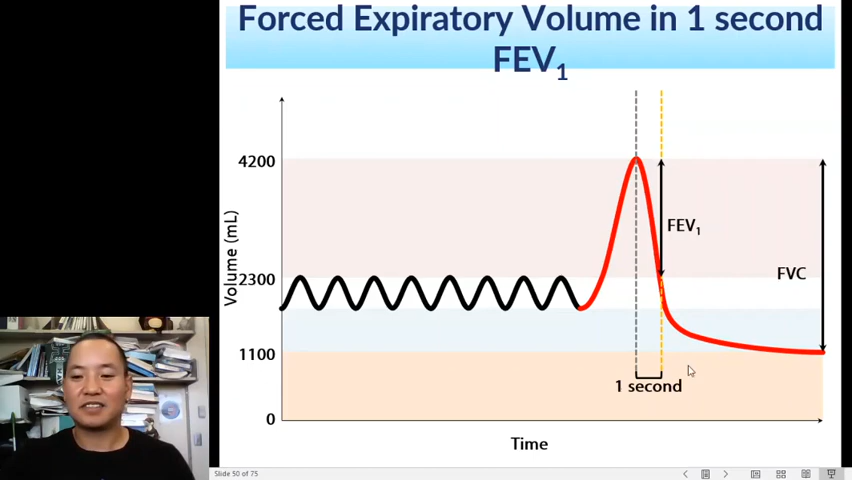 Forced Expiratory Volume in 1 second
FEV₁
4200
FEV₁
Volume (mL)
FVC
2300
1100
1 second
0
Time
Slide 50 of 75